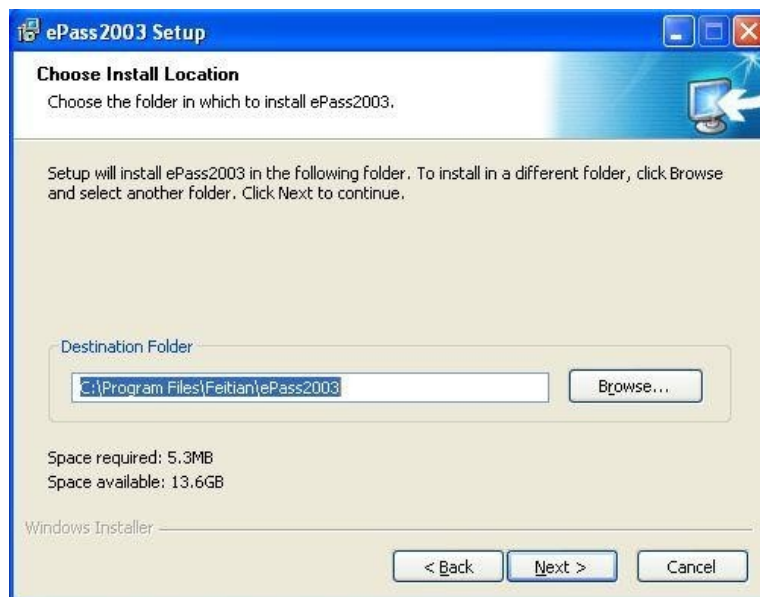 ePass2003 Setup
Choose Install Location
Choose the folder in which to install ePass2003.
Setup will install ePass2003 in the following folder. To install in a different folder, click Browse
and select another folder. Click Next to continue.
Destination Folder
C:\Program Files\Feitian\ePass2003
Browse...
Space required: 5.3MB
Space available: 13.6GB
Windows Installer
< Back
Next >
Cancel